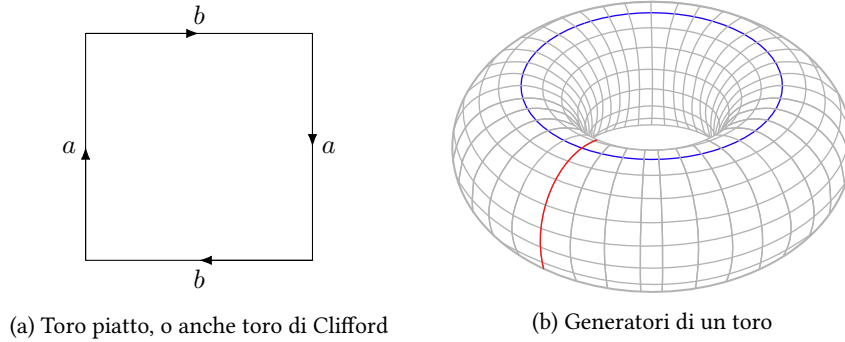 b
a
a
b
(a) Toro piatto, o anche toro di Clifford
(b) Generatori di un toro